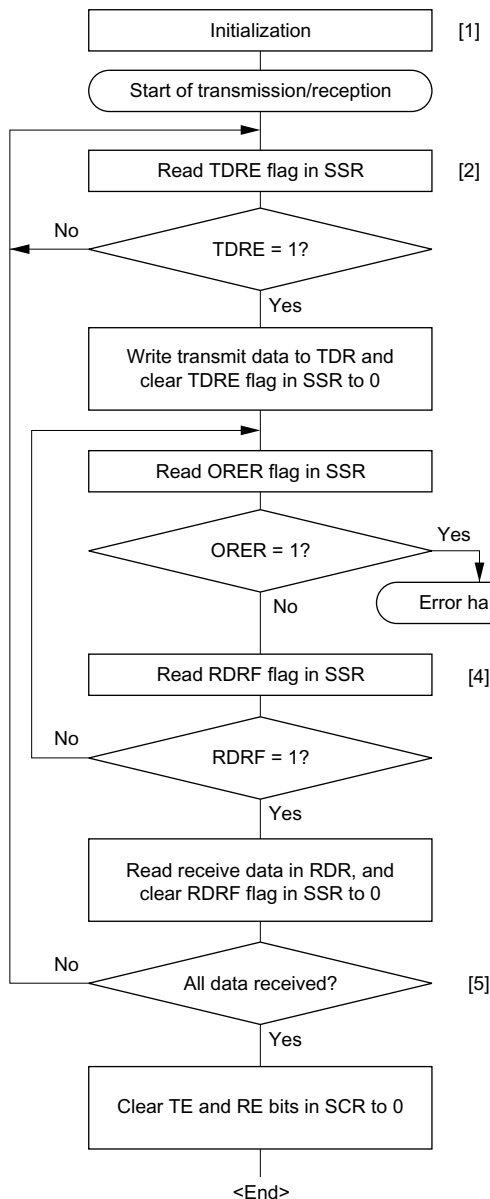 Initialization
[1]
Start of transmission/reception
Read TDRE flag in SSR
[2]
No
TDRE = 1?
Yes
Write transmit data to TDR and
clear TDRE flag in SSR to 0
Read ORER flag in SSR
Yes
ORER = 1?
No
Error ha
Read RDRF flag in SSR
[4]
No
RDRF = 1?
Yes
Read receive data in RDR, and
clear RDRF flag in SSR to 0
No
All data received?
[5]
Yes
Clear TE and RE bits in SCR to 0
<End>